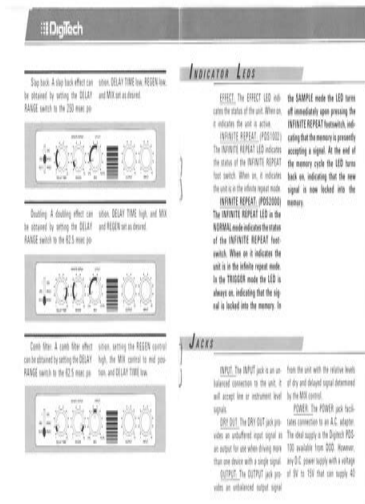 DigiTech
Slap back. A slap back effect can
be obtained by setting the DELAY
RANGE switch to the 250 msec po-
sition, DELAY TIME low, REGEN low,
and MIX set as desired.
Doubling. A doubling effect can
be obtained by setting the DELAY
RANGE switch to the 62.5 msec po-
sition, DELAY TIME high, and MIX
and REGEN set as desired.
Comb filter. A comb filter effect
can be obtained by setting the DELAY
RANGE switch to the 62.5 msec po-
sition, setting the REGEN control
high, the MIX control to mid posi-
tion, and DELAY TIME low.
INDICATOR LEDS
EFFECT. The EFFECT LED indi-
cates the status of the unit. When on,
it indicates the unit is active.
INFINITE REPEAT. (PDS1002)
The INFINITE REPEAT LED indicates
the status of the INFINITE REPEAT
foot switch. When on, it indicates
the unit is in the infinite repeat mode.
INFINITE REPEAT. (PDS2000)
The INFINITE REPEAT LED in the
NORMAL mode indicates the status
of the INFINITE REPEAT foot-
switch. When on it indicates the
unit is in the infinite repeat mode.
In the TRIGGER mode the LED is
always on, indicating that the sig-
nal is locked into the memory. In
the SAMPLE mode the LED turns
off immediately upon pressing the
INFINITE REPEAT footswitch, indi-
cating that the memory is presently
accepting a signal. At the end of
the memory cycle the LED turns
back on, indicating that the new
signal is now locked into the
memory.
JACKS
INPUT. The INPUT jack is an un-
balanced connection to the unit, it
will accept line or instrument level
signals.
DRY OUT. The DRY OUT jack pro-
vides an unbuffered input signal as
an output for use when driving more
than one device with a single signal.
OUTPUT. The OUTPUT jack pro-
vides an unbalanced output signal
from the unit with the relative levels
of dry and delayed signal determined
by the MIX control.
POWER. The POWER jack facili-
tates connection to an A.C. adapter.
The ideal supply is the Digitech PDS-
100 available from DOD. However,
any D.C. power supply with a voltage
of 9V to 15V that can supply 40